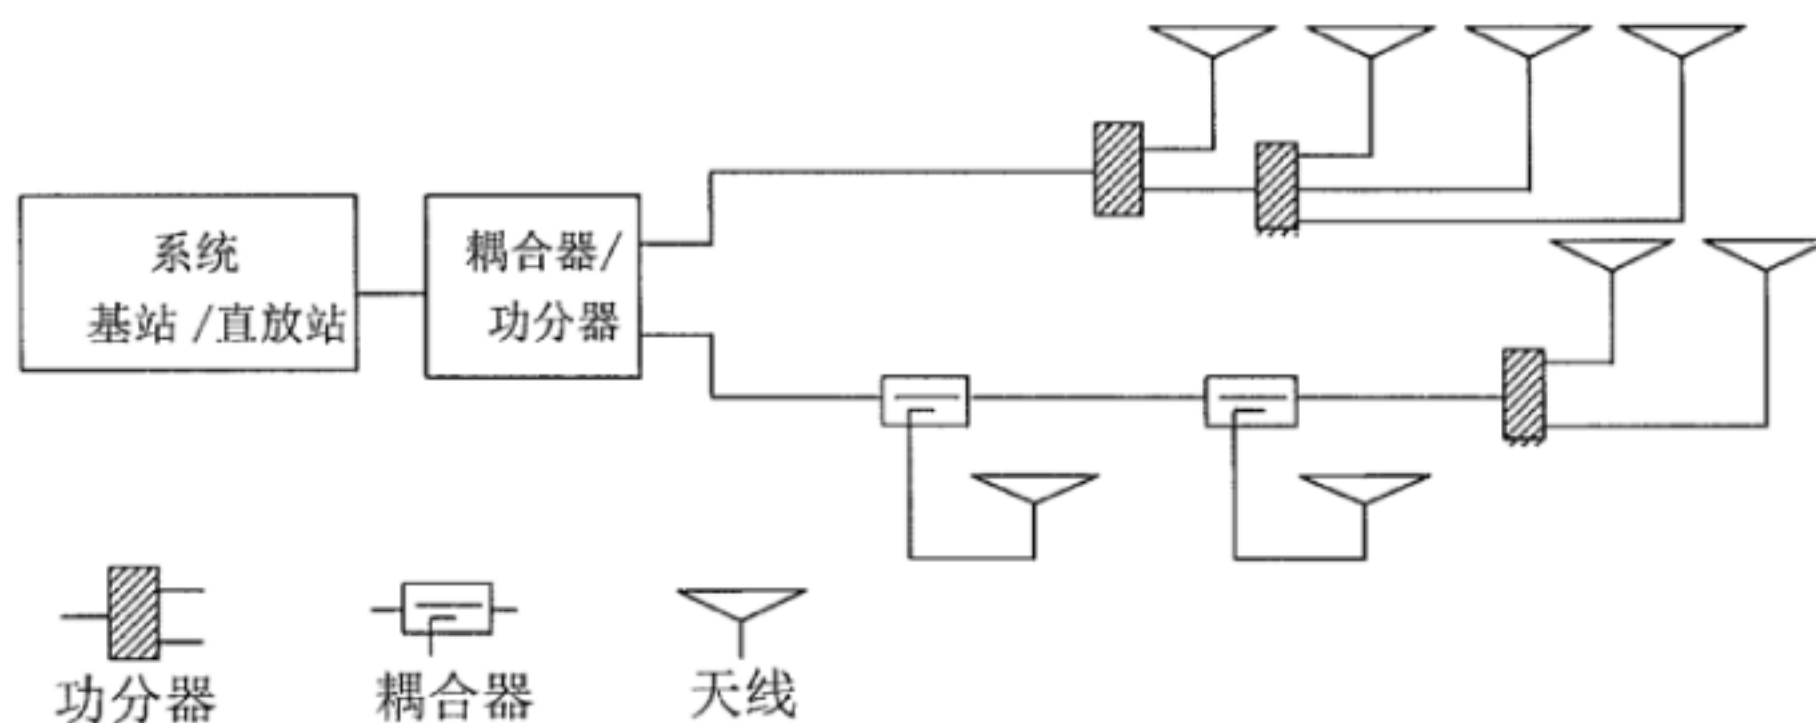 系统
基站 /直放站
耦合器/
功分器
功分器
耦合器
天线